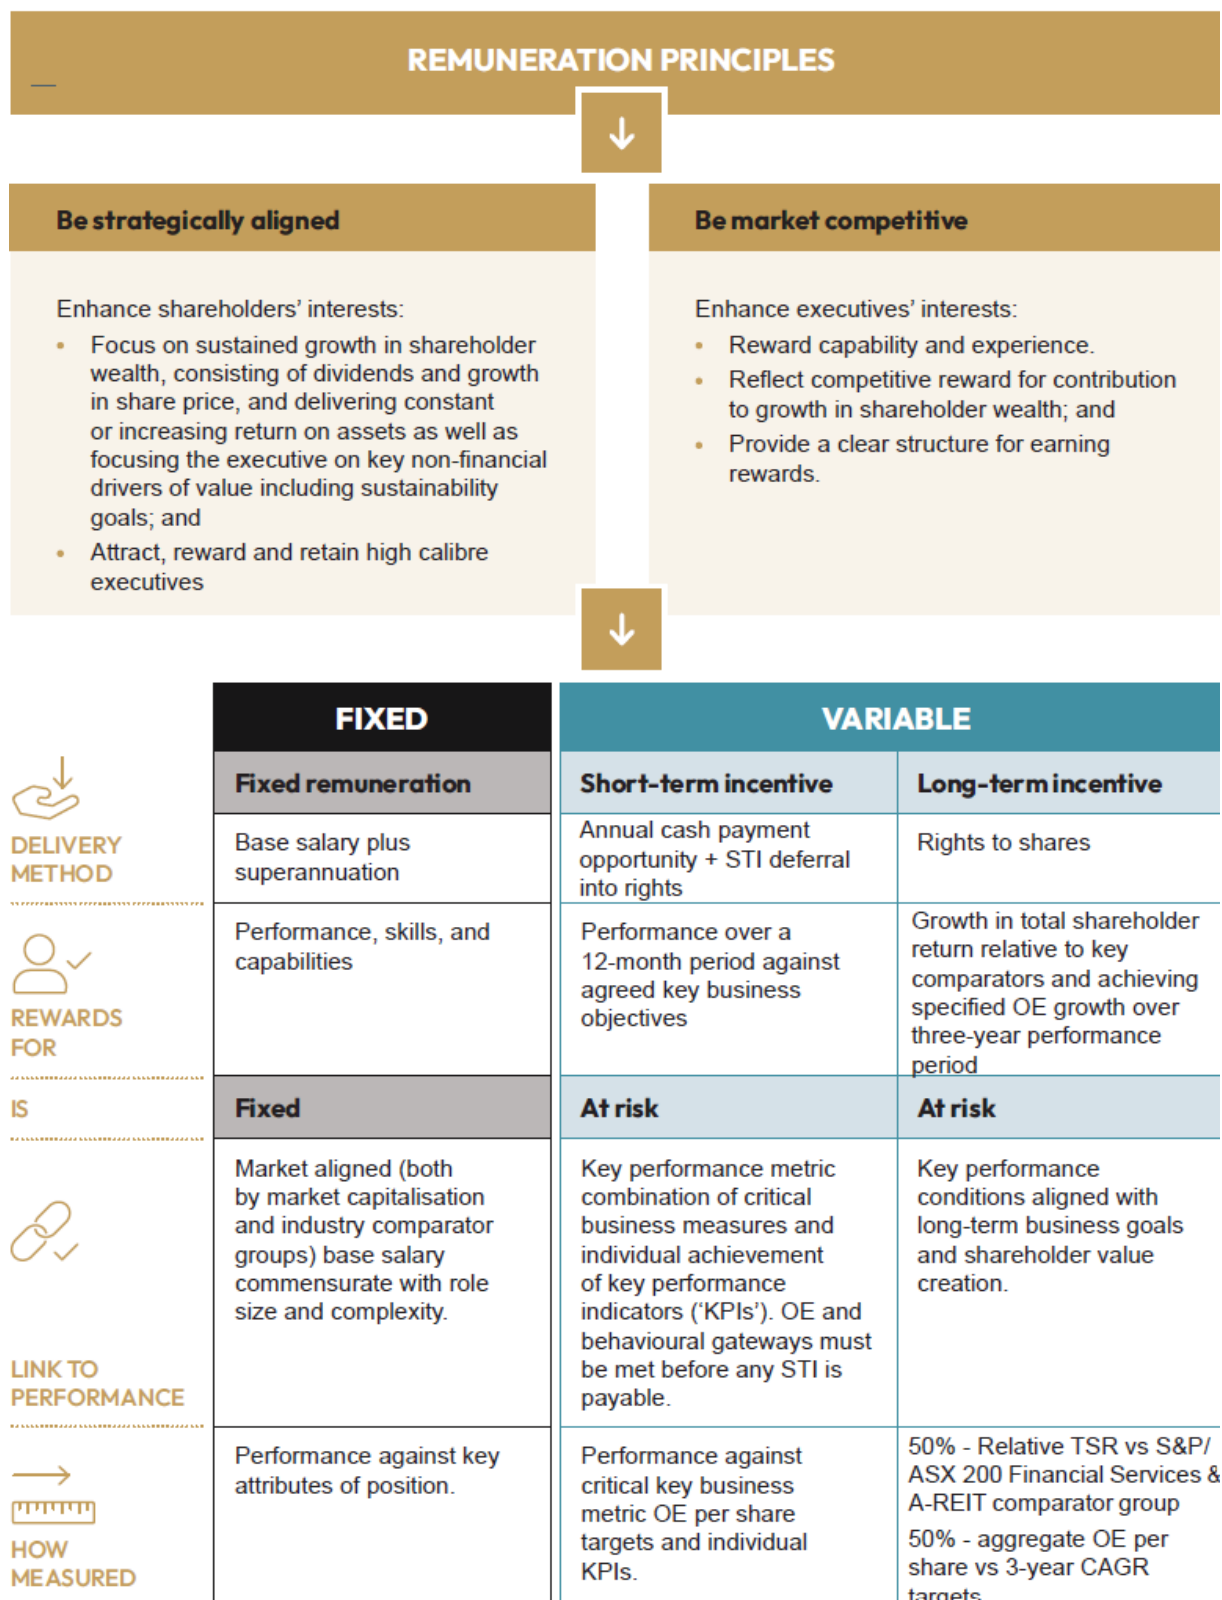 REMUNERATION PRINCIPLES
Be strategically aligned
Enhance shareholders’ interests:
• Focus on sustained growth in shareholder
wealth, consisting of dividends and growth
in share price, and delivering constant
or increasing return on assets as well as
focusing the executive on key non-financial
drivers of value including sustainability
goals; and
• Attract, reward and retain high calibre
executives
Be market competitive
Enhance executives’ interests:
• Reward capability and experience.
• Reflect competitive reward for contribution
to growth in shareholder wealth; and
• Provide a clear structure for earning
rewards.
FIXED
VARIABLE
Fixed remuneration
Short-term incentive
Long-term incentive
DELIVERY
METHOD
Base salary plus
superannuation
Annual cash payment
opportunity + STI deferral
into rights
Rights to shares
REWARDS
FOR
Performance, skills, and
capabilities
Performance over a
12-month period against
agreed key business
objectives
Growth in total shareholder
return relative to key
comparators and achieving
specified OE growth over
three-year performance
period
IS
Fixed
At risk
At risk
LINK TO
PERFORMANCE
Market aligned (both
by market capitalisation
and industry comparator
groups) base salary
commensurate with role
size and complexity.
Key performance metric
combination of critical
business measures and
individual achievement
of key performance
indicators (‘KPIs’). OE and
behavioural gateways must
be met before any STI is
payable.
Key performance
conditions aligned with
long-term business goals
and shareholder value
creation.
HOW
MEASURED
Performance against key
attributes of position.
Performance against
critical key business
metric OE per share
targets and individual
KPIs.
50% - Relative TSR vs S&P/
ASX 200 Financial Services &
A-REIT comparator group
50% - aggregate OE per
share vs 3-year CAGR
targets